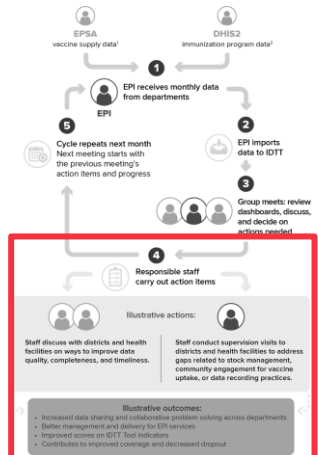 EPSA
vaccine supply data¹
DHIS2
immunization program data²
1
EPI receives monthly data
from departments
EPI
5
Cycle repeats next month
Next meeting starts with
the previous meeting's
action items and progress
2
EPI imports
data to IDTT
3
Group meets: review
dashboards, discuss,
and decide on
actions needed
4
Responsible staff
carry out action items
Illustrative actions:
Staff discuss with districts and health
facilities on ways to improve data
quality, completeness, and timeliness.
Staff conduct supervision visits to
districts and health facilities to address
gaps related to stock management,
community engagement for vaccine
uptake, or data recording practices.
Illustrative outcomes:
• Increased data sharing and collaborative problem solving across departments
• Better management and delivery for EPI services
• Improved scores on IDTT Tool indicators
• Contributes to improved coverage and decreased dropout